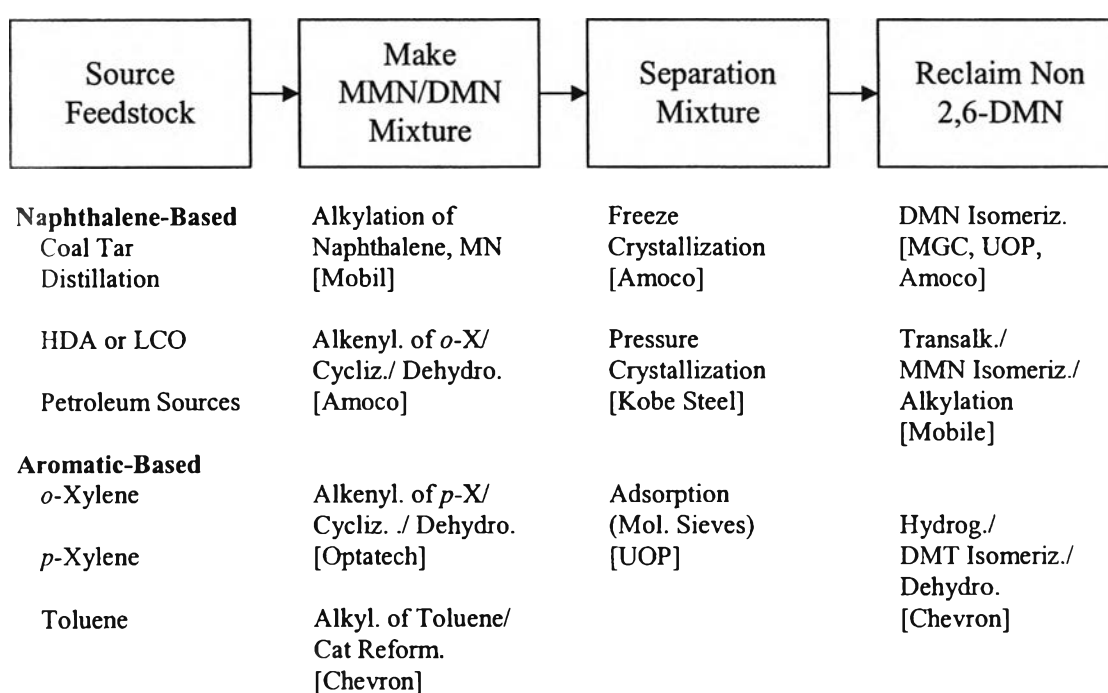 Source
Feedstock
Make
MMN/DMN
Mixture
Separation
Mixture
Reclaim Non
2,6-DMN
Naphthalene-Based
Coal Tar
Distillation
HDA or LCO
Petroleum Sources
Aromatic-Based
o-Xylene
p-Xylene
Toluene
Alkylation of
Naphthalene, MN
[Mobil]
Alkenyl. of o-X/
Cycliz./ Dehydro.
[Amoco]
Alkenyl. of p-X/
Cycliz. ./ Dehydro.
[Optatech]
Alkyl. of Toluene/
Cat Reform.
[Chevron]
Freeze
Crystallization
[Amoco]
Pressure
Crystallization
[Kobe Steel]
Adsorption
(Mol. Sieves)
[UOP]
DMN Isomeriz.
[MGC, UOP,
Amoco]
Transalk./
MMN Isomeriz./
Alkylation
[Mobile]
Hydrog./
DMT Isomeriz./
Dehydro.
[Chevron]